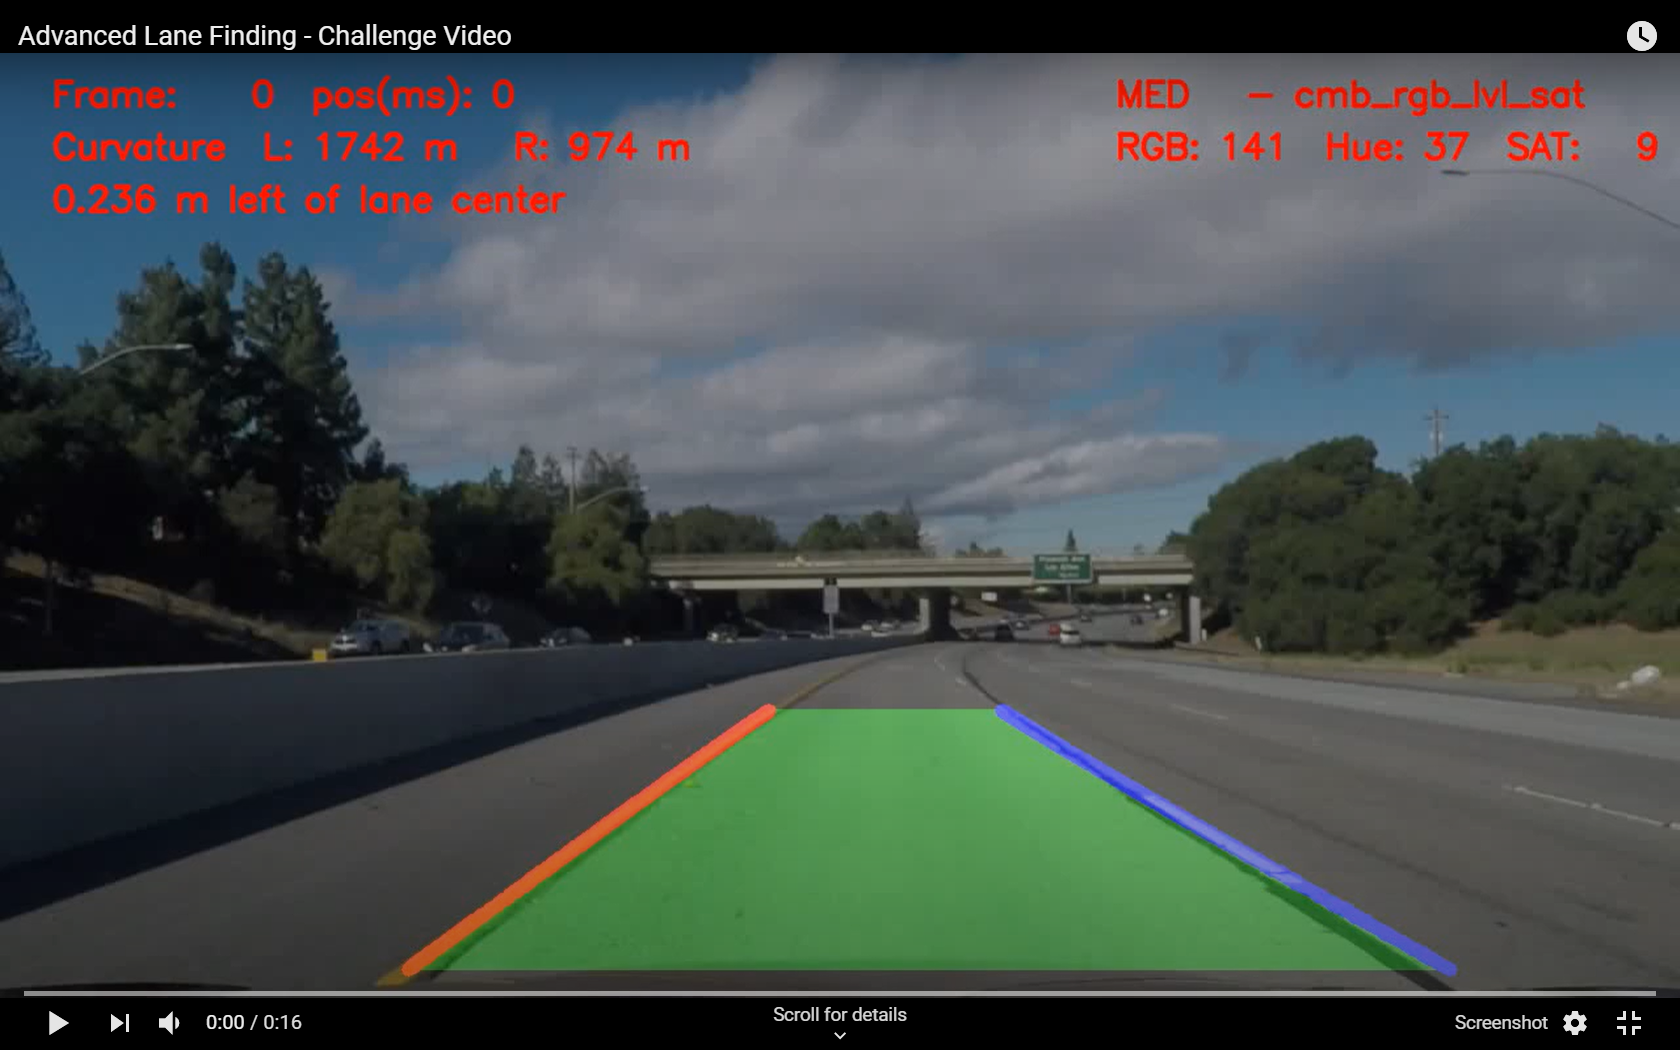 Advanced Lane Finding - Challenge Video
Frame: 0 pos(ms): 0
MED - cmb_rgb_lvl_sat
Curvature L: 1742 m R: 974 m
RGB: 141 Hue: 37 SAT: 9
0.236 m left of lane center
0:00 / 0:16
Scroll for details
Screenshot